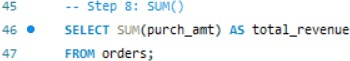 45 -- Step 8: SUM()
46 SELECT SUM(purch_amt) AS total_revenue
47 FROM orders;